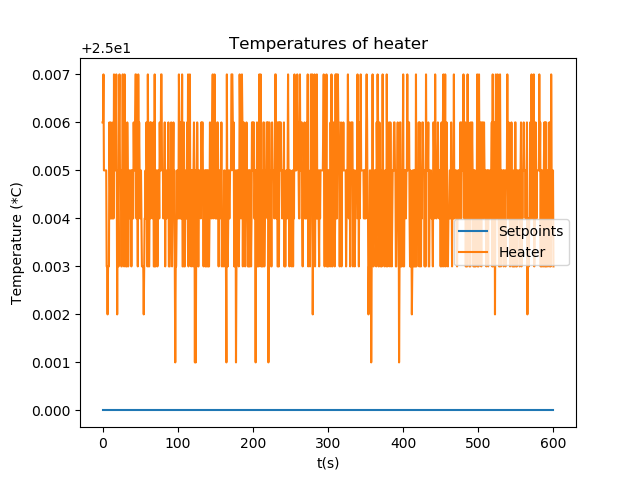 Temperatures of heater
+2.5e1
0.007
0.006
0.005
0.004
0.003
0.002
0.001
0.000
Temperature (*C)
Setpoints
Heater
0 100 200 300 400 500 600
t(s)